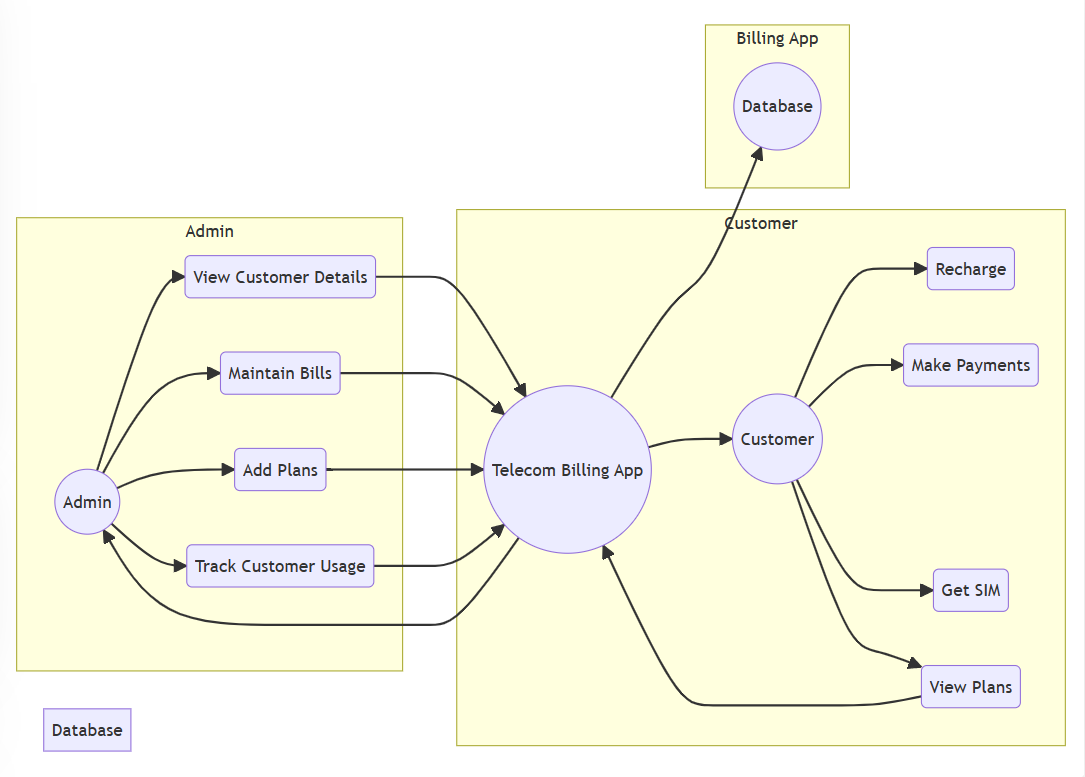 Billing App
Database
Admin
Customer
View Customer Details
Recharge
Maintain Bills
Make Payments
Customer
Add Plans
Telecom Billing App
Admin
Track Customer Usage
Get SIM
View Plans
Database